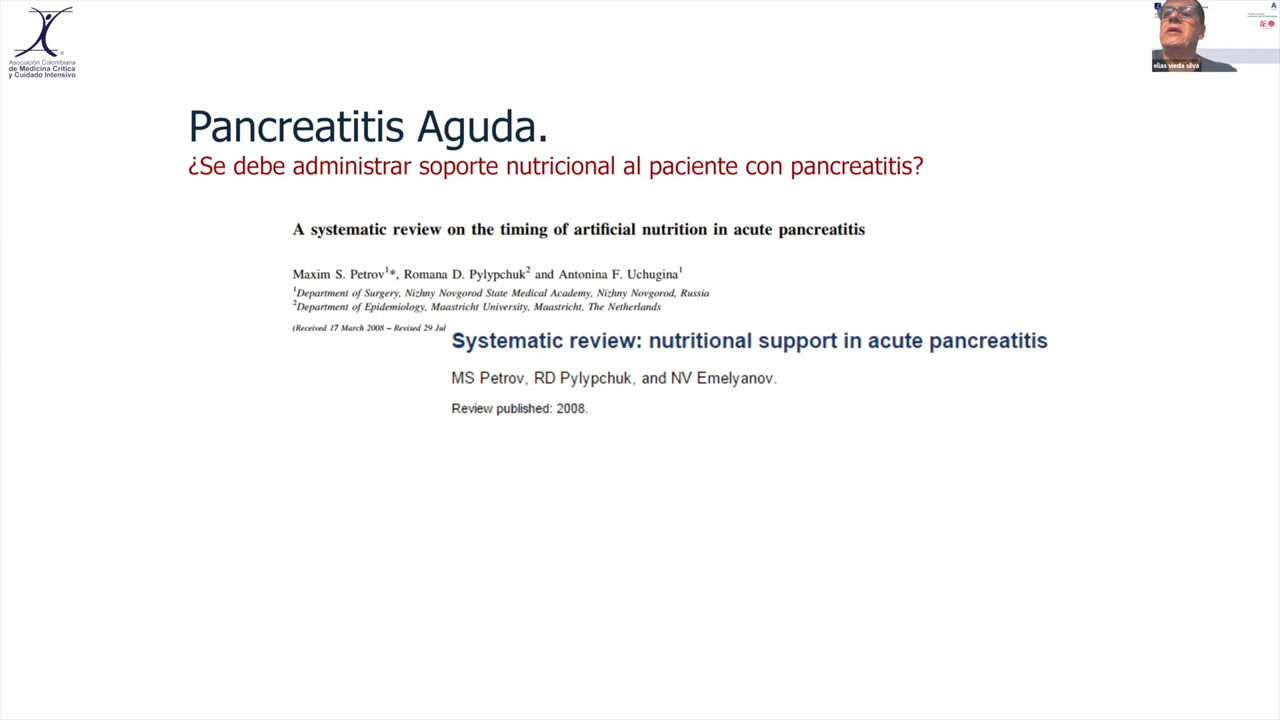 Asociación Colombiana
de Medicina Crítica
y Cuidado Intensivo
elias vieda silva
Pancreatitis Aguda.
¿Se debe administrar soporte nutricional al paciente con pancreatitis?
A systematic review on the timing of artificial nutrition in acute pancreatitis
Maxim S. Petrov1*, Romana D. Pylypchuk2 and Antonina F. Uchugina1
1Department of Surgery, Nizhny Novgorod State Medical Academy, Nizhny Novgorod, Russia
2Department of Epidemiology, Maastricht University, Maastricht, The Netherlands
(Received 17 March 2008 – Revised 29 Jul
Systematic review: nutritional support in acute pancreatitis
MS Petrov, RD Pylypchuk, and NV Emelyanov.
Review published: 2008.